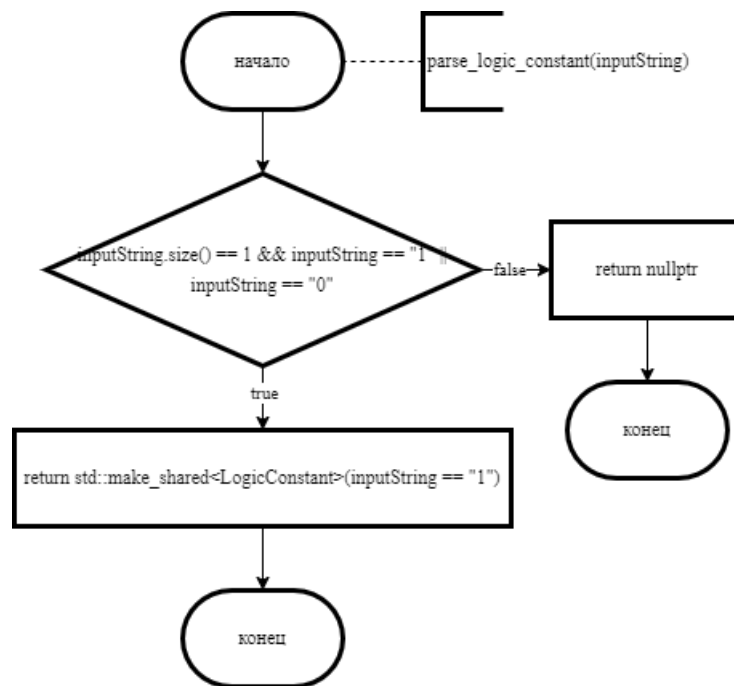 начало
parse_logic_constant(inputString)
inputString.size() == 1 && inputString == "1" ||
inputString == "0"
false
return nullptr
true
конец
return std::make_shared<LogicConstant>(inputString == "1")
конец